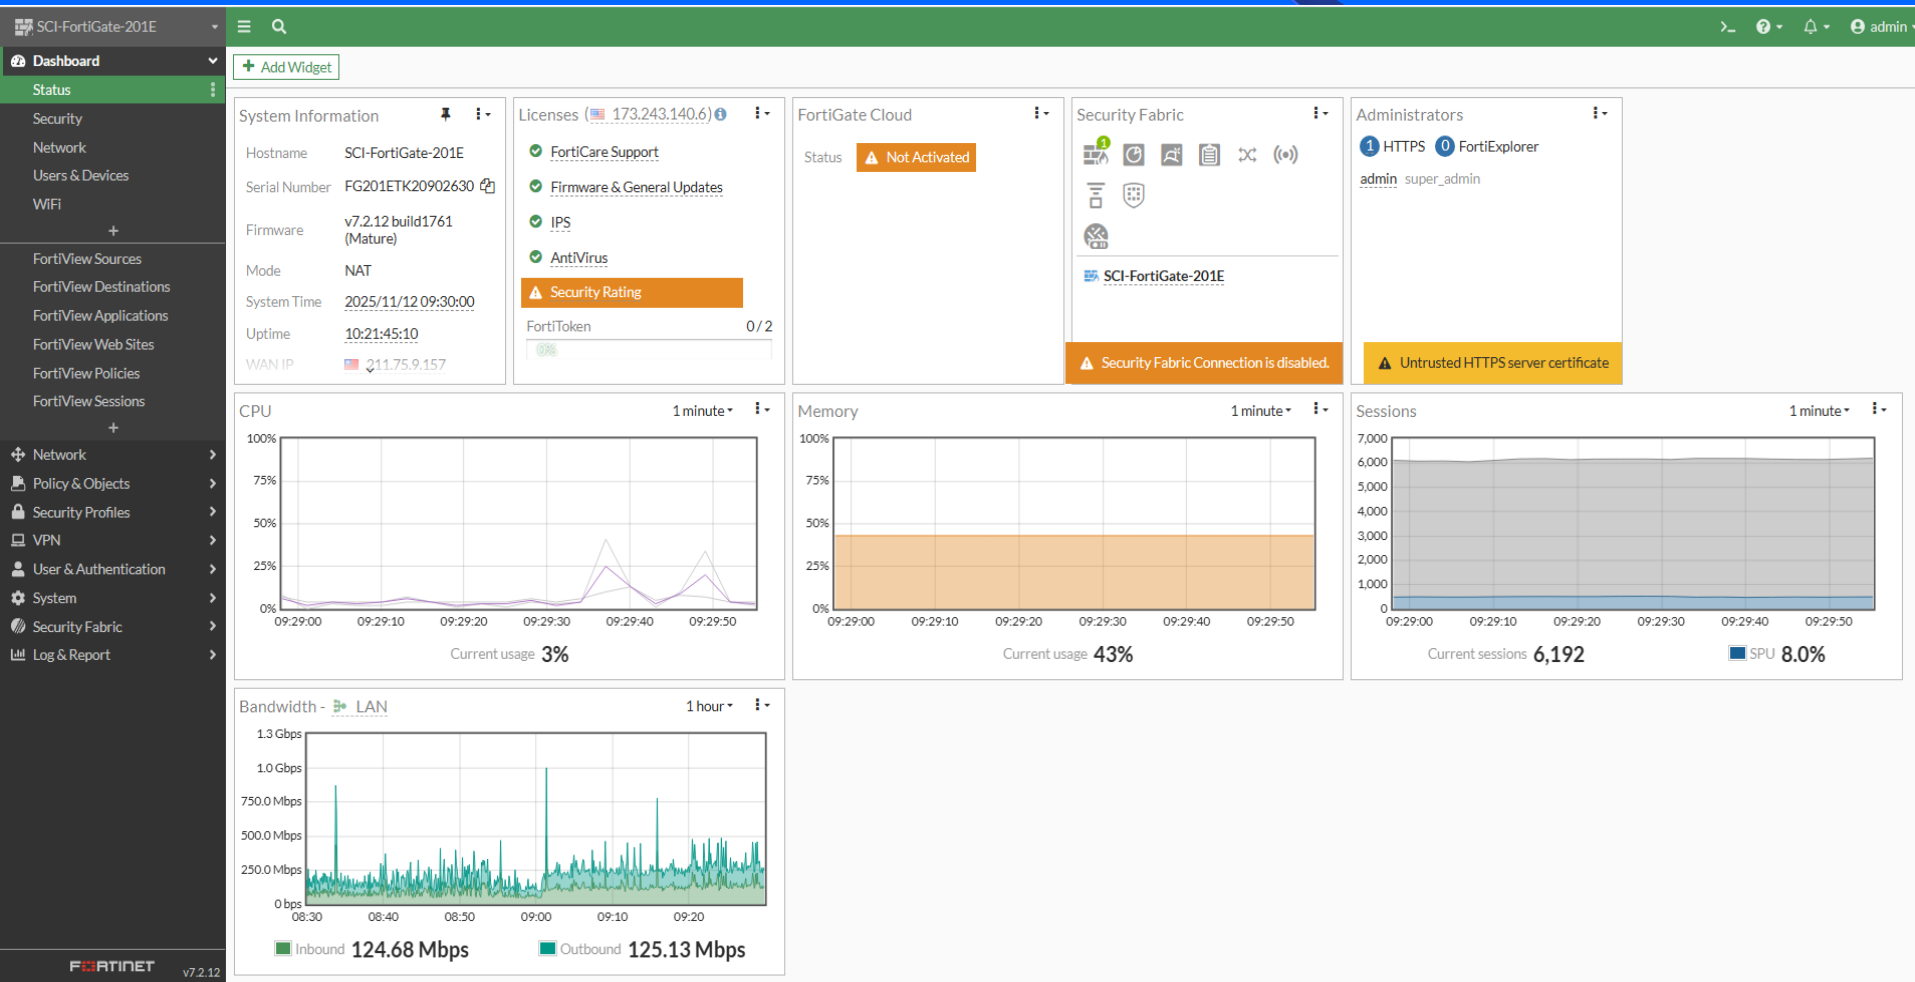 SCI-FortiGate-201E
admin
Dashboard
Status
Security
Network
Users & Devices
WiFi
+
FortiView Sources
FortiView Destinations
FortiView Applications
FortiView Web Sites
FortiView Policies
FortiView Sessions
+
Network
Policy & Objects
Security Profiles
VPN
User & Authentication
System
Security Fabric
Log & Report
FORTINET
v7.2.12
+ Add Widget
System Information
Hostname SCI-FortiGate-201E
Serial Number FG201ETK20902630
Firmware v7.2.12 build1761
(Mature)
Mode NAT
System Time 2025/11/12 09:30:00
Uptime 10:21:45:10
WAN IP 211.75.9.157
Licenses (173.243.140.6)
FortiCare Support
Firmware & General Updates
IPS
AntiVirus
Security Rating
FortiToken 0 / 2
0%
FortiGate Cloud
Status Not Activated
Security Fabric
1
SCI-FortiGate-201E
Security Fabric Connection is disabled.
Administrators
1 HTTPS 0 FortiExplorer
admin super_admin
Untrusted HTTPS server certificate
CPU 1 minute
100%
75%
50%
25%
0%
09:29:00 09:29:10 09:29:20 09:29:30 09:29:40 09:29:50
Current usage 3%
Memory 1 minute
100%
75%
50%
25%
0%
09:29:00 09:29:10 09:29:20 09:29:30 09:29:40 09:29:50
Current usage 43%
Sessions 1 minute
7,000
6,000
5,000
4,000
3,000
2,000
1,000
0
09:29:00 09:29:10 09:29:20 09:29:30 09:29:40 09:29:50
Current sessions 6,192 SPU 8.0%
Bandwidth - LAN 1 hour
1.3 Gbps
1.0 Gbps
750.0 Mbps
500.0 Mbps
250.0 Mbps
0 bps
08:30 08:40 08:50 09:00 09:10 09:20
Inbound 124.68 Mbps Outbound 125.13 Mbps